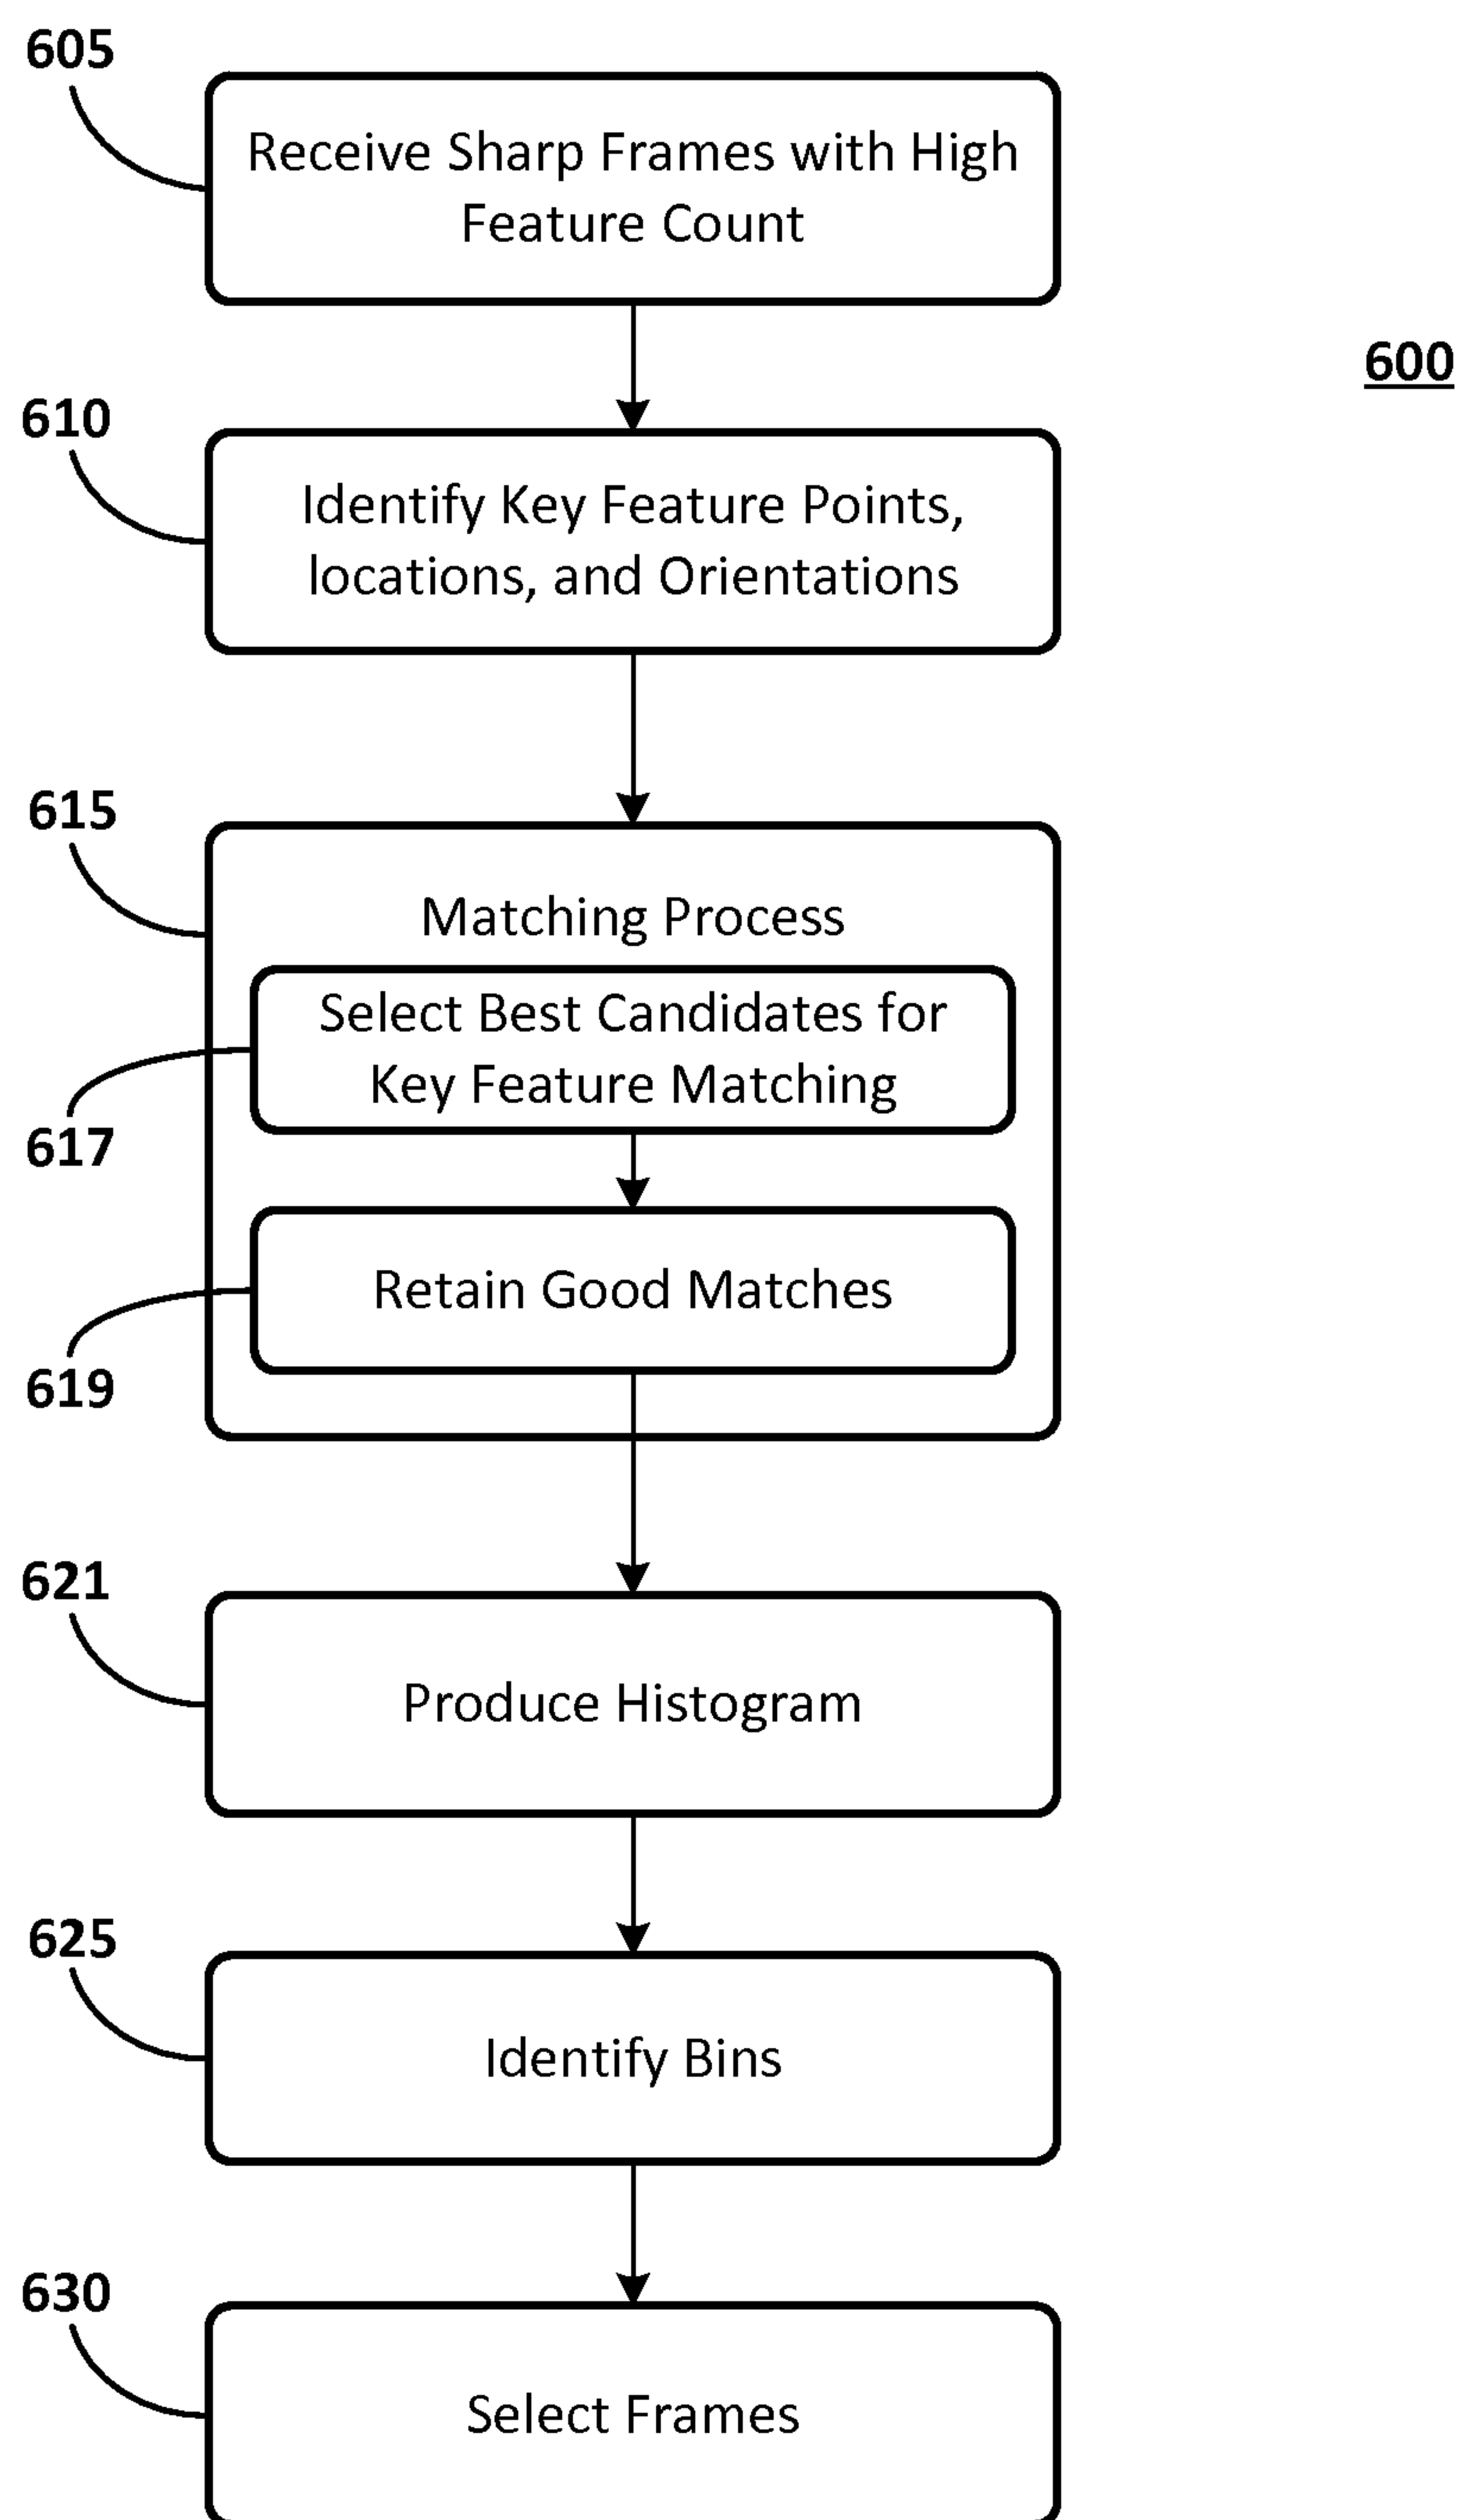 605
Receive Sharp Frames with High
Feature Count
600
610
Identify Key Feature Points,
locations, and Orientations
615
Matching Process
Select Best Candidates for
Key Feature Matching
617
Retain Good Matches
619
621
Produce Histogram
625
Identify Bins
630
Select Frames